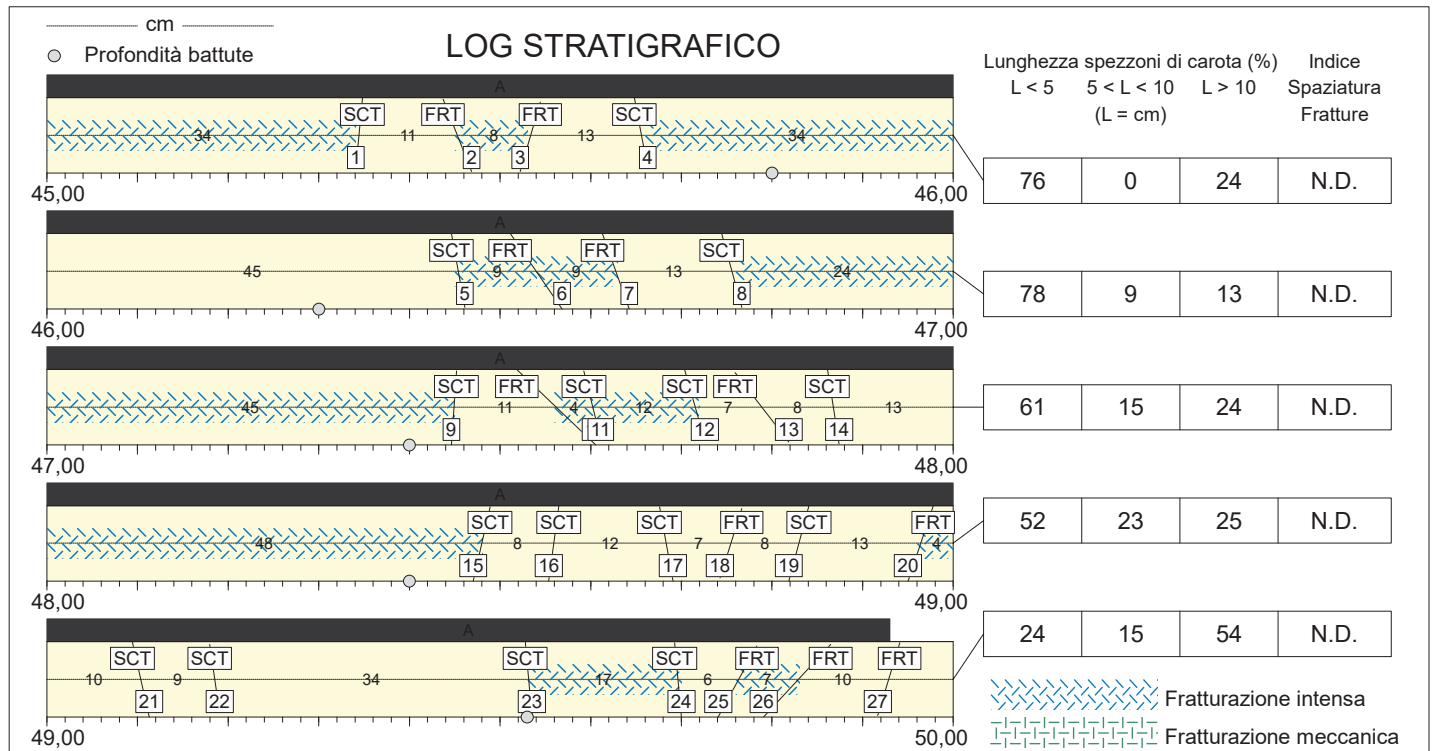 cm
Profondità battute
LOG STRATIGRAFICO
Lunghezza spezzoni di carota (%)
Indice Spaziatura Fratture
L < 5
5 < L < 10
L > 10
(L = cm)
A
SCT FRT FRT SCT
34 11 8 13 34
1 2 3 4
45,00 46,00
76 0 24 N.D.
A
SCT FRT FRT SCT
45 9 9 13 24
5 6 7 8
46,00 47,00
78 9 13 N.D.
A
SCT FRT SCT SCT FRT SCT
45 11 4 12 7 8 13
9 11 12 13 14
47,00 48,00
61 15 24 N.D.
A
SCT SCT SCT FRT SCT FRT
48 8 12 7 8 13 4
15 16 17 18 19 20
48,00 49,00
52 23 25 N.D.
A
SCT SCT SCT SCT FRT FRT FRT
10 9 34 17 6 7 10
21 22 23 24 25 26 27
49,00 50,00
24 15 54 N.D.
Fratturazione intensa
Fratturazione meccanica